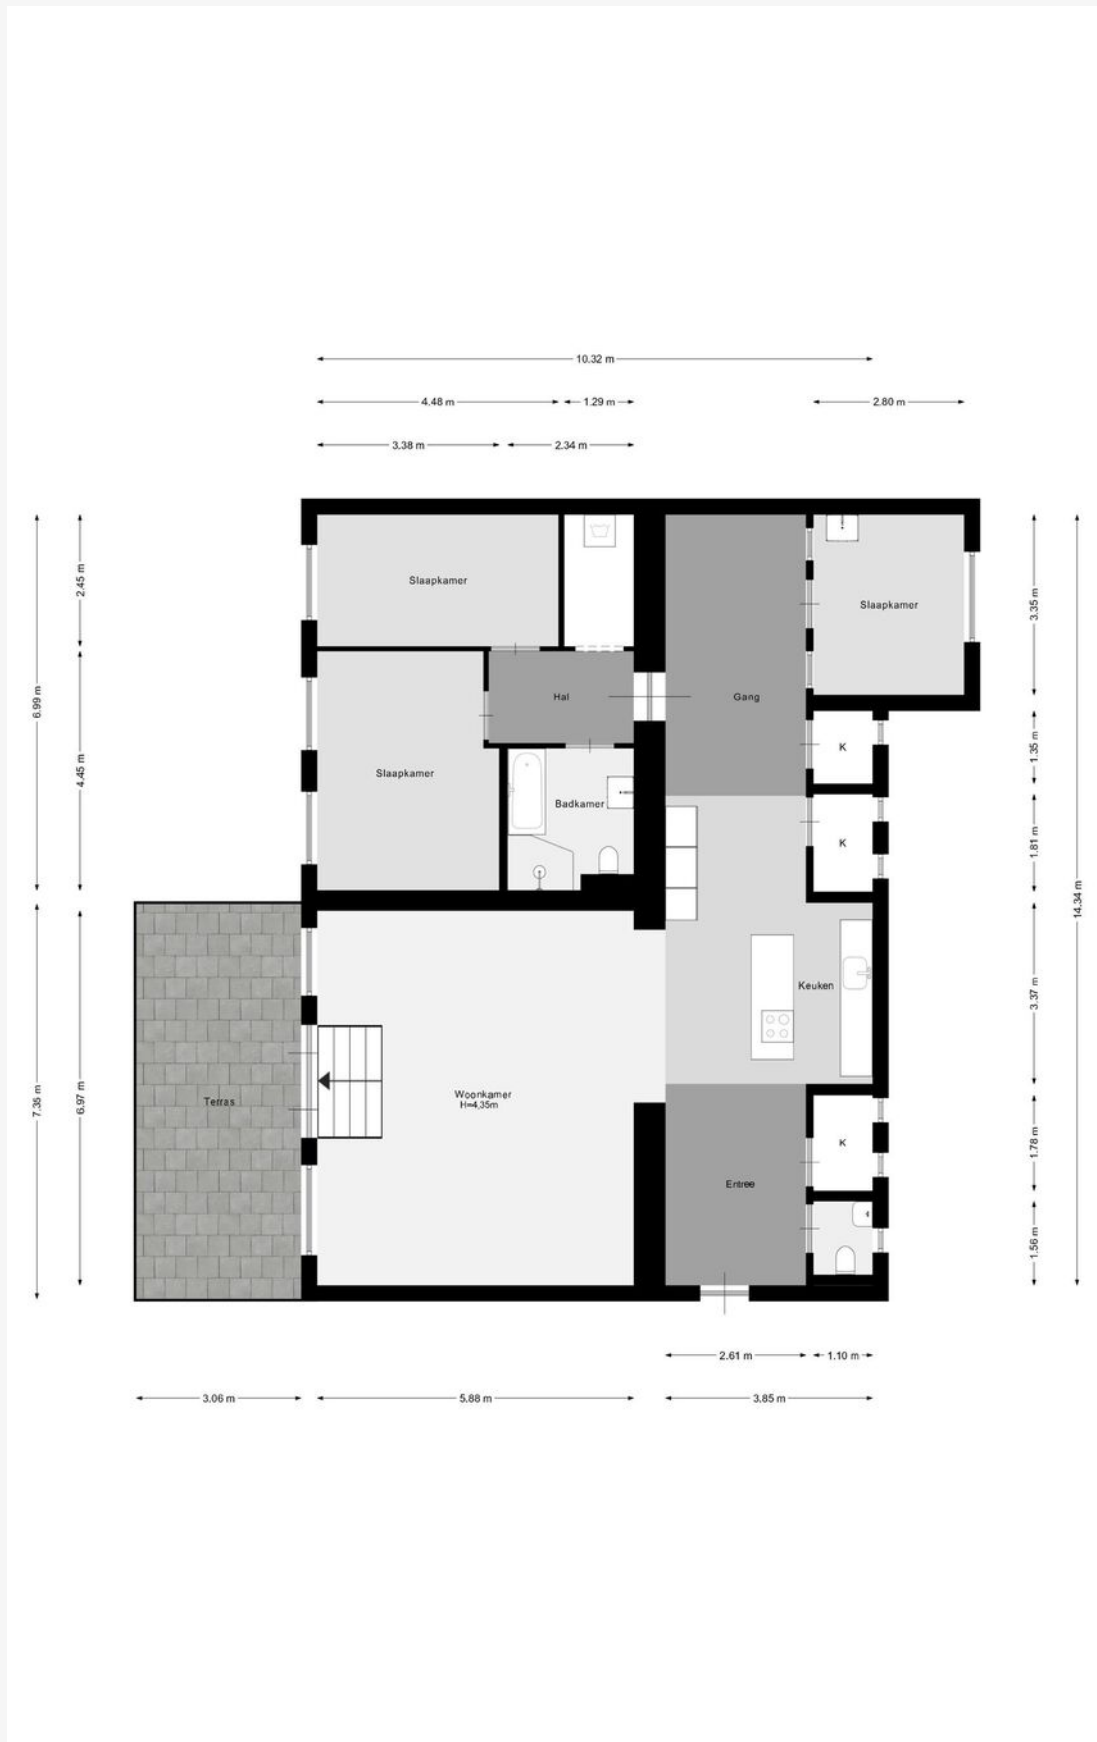 10.32 m
4.48 m
1.29 m
2.80 m
3.38 m
2.34 m
6.99 m
2.45 m
4.45 m
7.35 m
6.97 m
Slaapkamer
Slaapkamer
Hal
Gang
Slaapkamer
K
Badkamer
K
Keuken
Terras
Woonkamer
H=4,35m
K
Entree
3.35 m
1.35 m
1.81 m
14.34 m
3.37 m
1.78 m
1.56 m
2.61 m
1.10 m
3.06 m
5.88 m
3.85 m